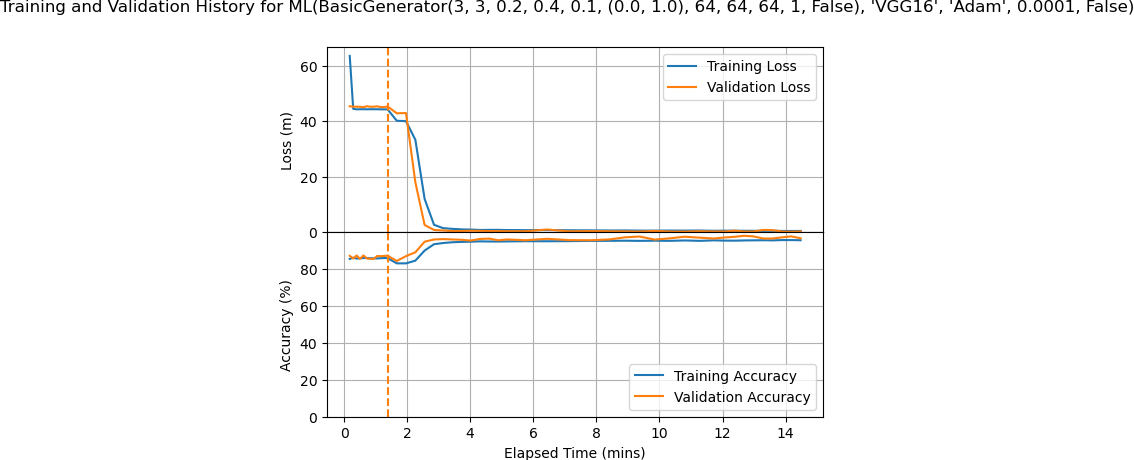 Training and Validation History for ML(BasicGenerator(3, 3, 0.2, 0.4, 0.1, (0.0, 1.0), 64, 64, 64, 1, False), 'VGG16', 'Adam', 0.0001, False)
Training Loss
Validation Loss
Loss (m)
60
40
20
0
Accuracy (%)
80
60
40
20
0
Training Accuracy
Validation Accuracy
0 2 4 6 8 10 12 14
Elapsed Time (mins)